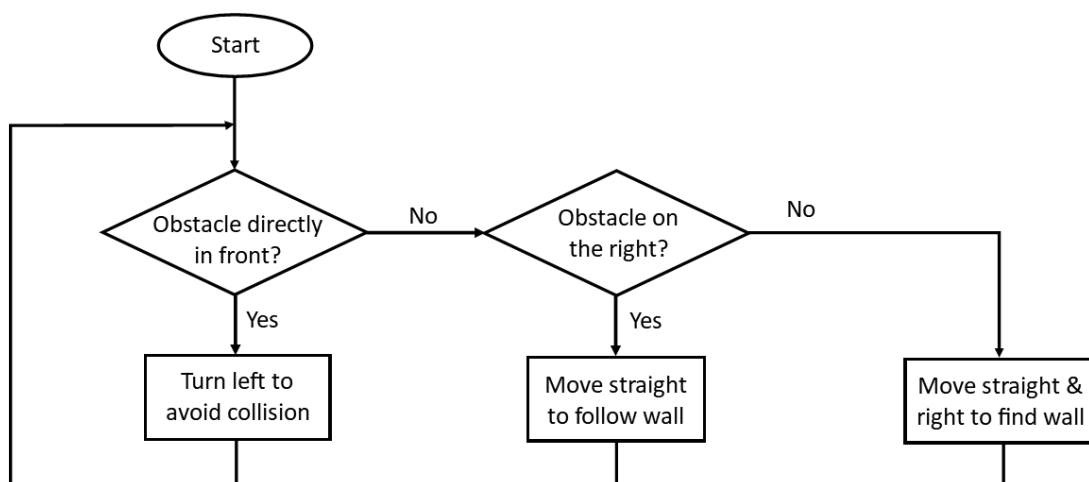 Start
Obstacle directly
in front?
No
Obstacle on
the right?
No
Yes
Yes
Turn left to
avoid collision
Move straight
to follow wall
Move straight &
right to find wall